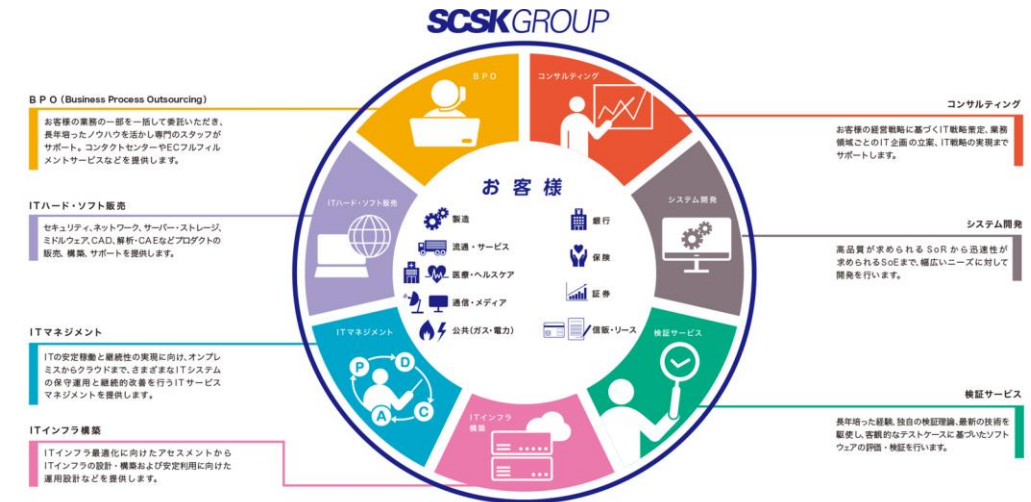 SCSK GROUP
BPO
コンサルティング
BPO (Business Process Outsourcing)
お客様の業務の一部を一括して委託いただき、
長年培ったノウハウを活かし専門のスタッフが
サポート。コンタクトセンターやECフルフィル
メントサービスなどを提供します。
コンサルティング
お客様の経営戦略に基づくIT戦略策定、業務
領域ごとのIT企画の立案、IT戦略の実現まで
サポートします。
ITハード・ソフト販売
セキュリティ、ネットワーク、サーバー・ストレージ、
ミドルウェア、CAD、解析・CAEなどプロダクトの
販売、構築、サポートを提供します。
ITハード・ソフト販売
お客様
製造
流通・サービス
医療・ヘルスケア
通信・メディア
公共(ガス・電力)
銀行
保険
証券
信販・リース
システム開発
システム開発
高品質が求められるSoRから迅速性が
求められるSoEまで、幅広いニーズに対して
開発を行います。
ITマネジメント
ITの安定稼働と継続性の実現に向け、オンプレ
ミスからクラウドまで、さまざまなITシステム
の保守運用と継続的改善を行うITサービス
マネジメントを提供します。
ITマネジメント
P
D
A
C
検証サービス
検証サービス
長年培った経験、独自の検証理論、最新の技術を
駆使し、客観的なテストケースに基づいたソフト
ウェアの評価・検証を行います。
ITインフラ構築
ITインフラ最適化に向けたアセスメントから
ITインフラの設計・構築および安定利用に向けた
運用設計などを提供します。
ITインフラ
構築